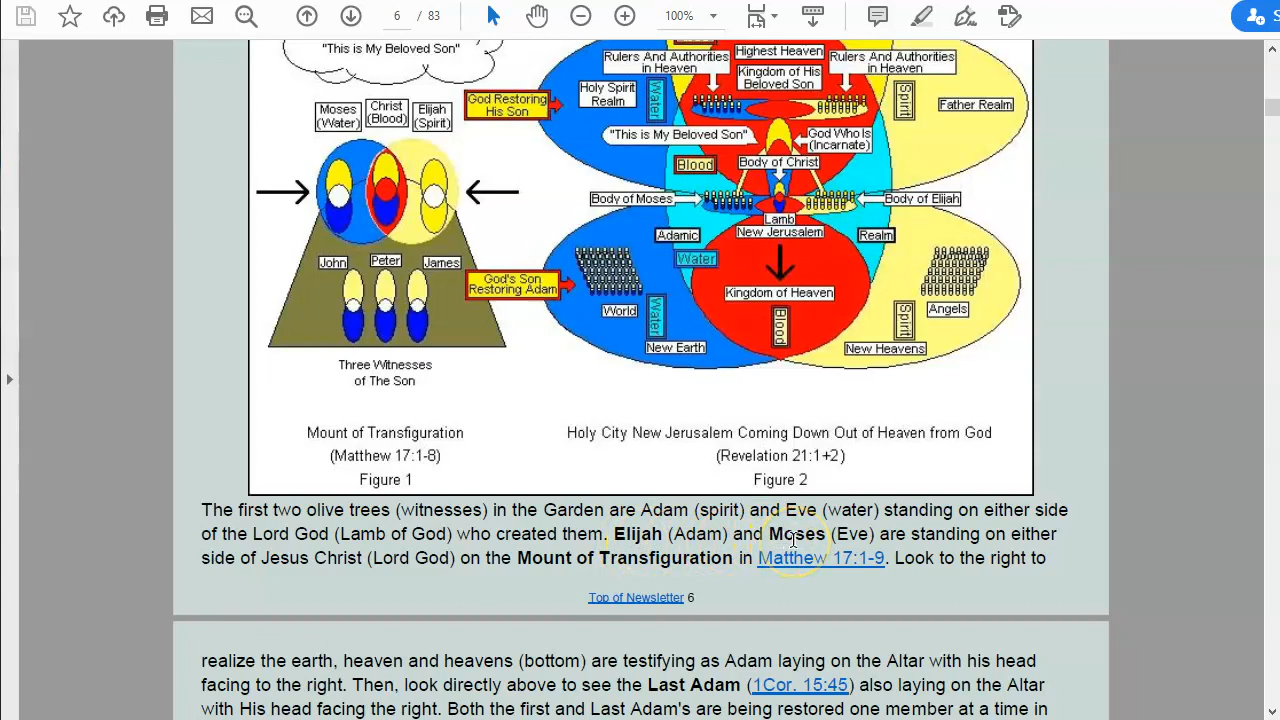 6 / 83
100%
"This is My Beloved Son"
Moses
(Water)
Christ
(Blood)
Elijah
(Spirit)
John
Peter
James
Three Witnesses
of The Son
Mount of Transfiguration
(Matthew 17:1-8)
Figure 1
God Restoring
His Son
God's Son
Restoring Adam
Rulers And Authorities
in Heaven
Highest Heaven
Kingdom of His
Beloved Son
Rulers And Authorities
in Heaven
Holy Spirit
Realm
Water
Spirit
Father Realm
"This is My Beloved Son"
God Who Is
(Incarnate)
Blood
Body of Christ
Body of Moses
Body of Elijah
Lamb
New Jerusalem
Adamic
Realm
Water
Kingdom of Heaven
World
Water
Blood
Spirit
Angels
New Earth
New Heavens
Holy City New Jerusalem Coming Down Out of Heaven from God
(Revelation 21:1+2)
Figure 2
The first two olive trees (witnesses) in the Garden are Adam (spirit) and Eve (water) standing on either side
of the Lord God (Lamb of God) who created them. Elijah (Adam) and Moses (Eve) are standing on either
side of Jesus Christ (Lord God) on the Mount of Transfiguration in Matthew 17:1-9. Look to the right to
Top of Newsletter 6
realize the earth, heaven and heavens (bottom) are testifying as Adam laying on the Altar with his head
facing to the right. Then, look directly above to see the Last Adam (1Cor. 15:45) also laying on the Altar
with His head facing the right. Both the first and Last Adam's are being restored one member at a time in